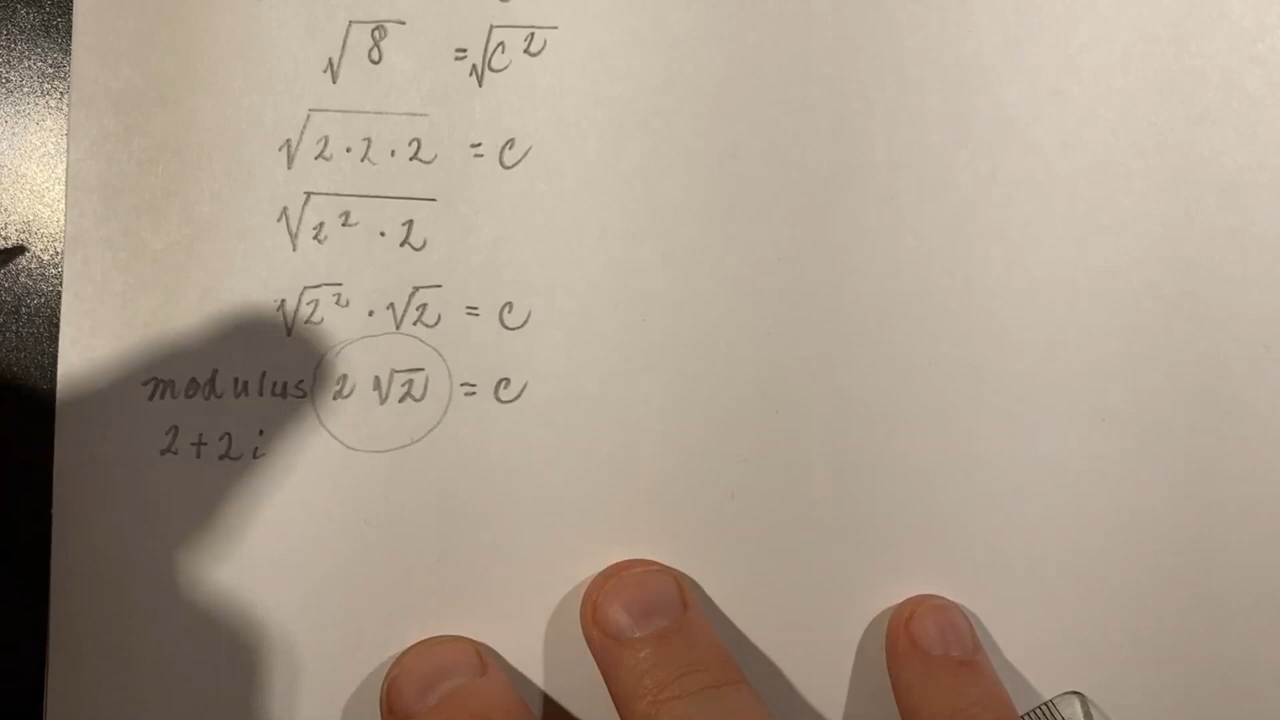 √8 = √c²
√2·2·2 = c
√2²·2
√2² · √2 = c
modulus 2 √2 = c
2+2i